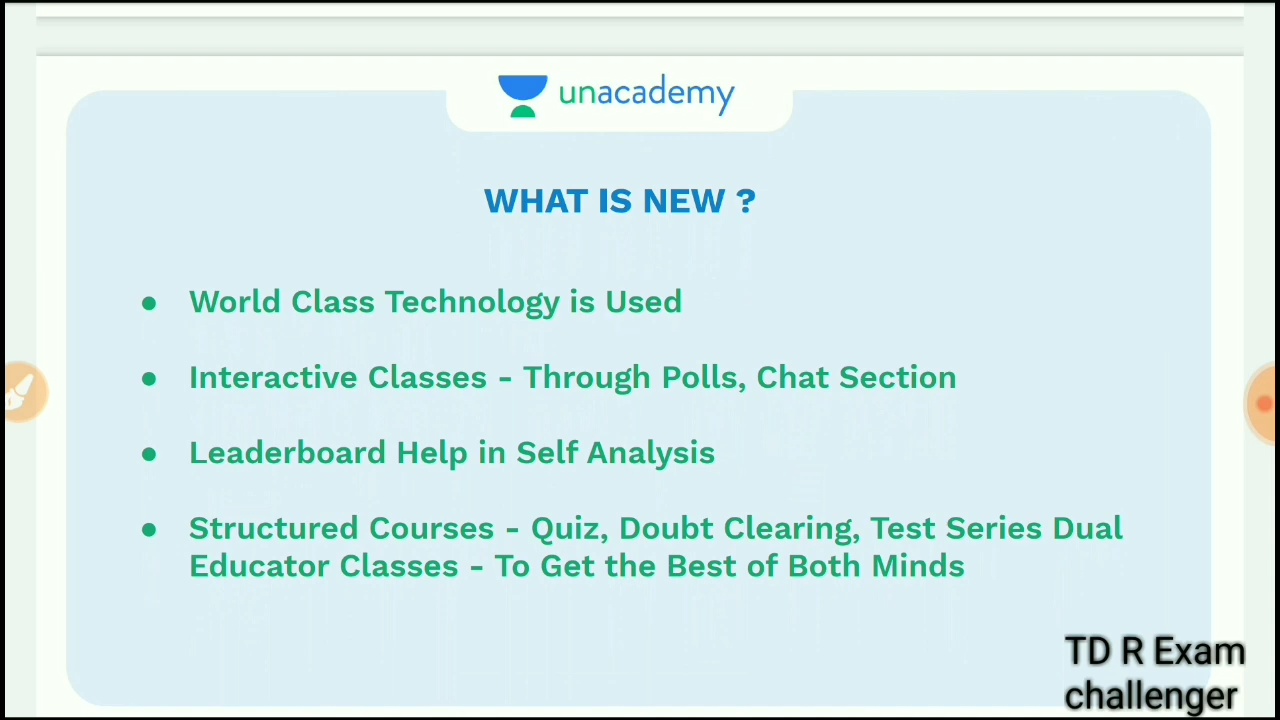 unacademy
WHAT IS NEW ?
● World Class Technology is Used
● Interactive Classes - Through Polls, Chat Section
● Leaderboard Help in Self Analysis
● Structured Courses - Quiz, Doubt Clearing, Test Series Dual
Educator Classes - To Get the Best of Both Minds
TD R Exam
challenger